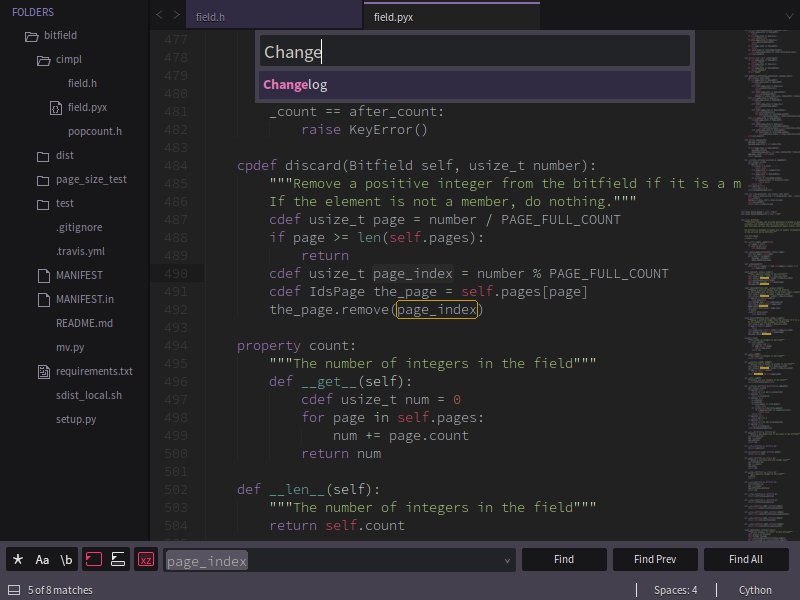 FOLDERS
bitfield
cimpl
field.h
field.pyx
popcount.h
dist
page_size_test
test
.gitignore
.travis.yml
MANIFEST
MANIFEST.in
README.md
mv.py
requirements.txt
sdist_local.sh
setup.py
field.h
field.pyx
Change
Changelog
477
478
479
480
481 _count == after_count:
482 raise KeyError()
483
484 cpdef discard(Bitfield self, usize_t number):
485 """Remove a positive integer from the bitfield if it is a m
486 If the element is not a member, do nothing."""
487 cdef usize_t page = number / PAGE_FULL_COUNT
488 if page >= len(self.pages):
489 return
490 cdef usize_t page_index = number % PAGE_FULL_COUNT
491 cdef IdsPage the_page = self.pages[page]
492 the_page.remove(page_index)
493
494 property count:
495 """The number of integers in the field"""
496 def __get__(self):
497 cdef usize_t num = 0
498 for page in self.pages:
499 num += page.count
500 return num
501
502 def __len__(self):
503 """The number of integers in the field"""
504 return self.count
* Aa \b
xz
page_index
Find
Find Prev
Find All
5 of 8 matches
Spaces: 4
Cython